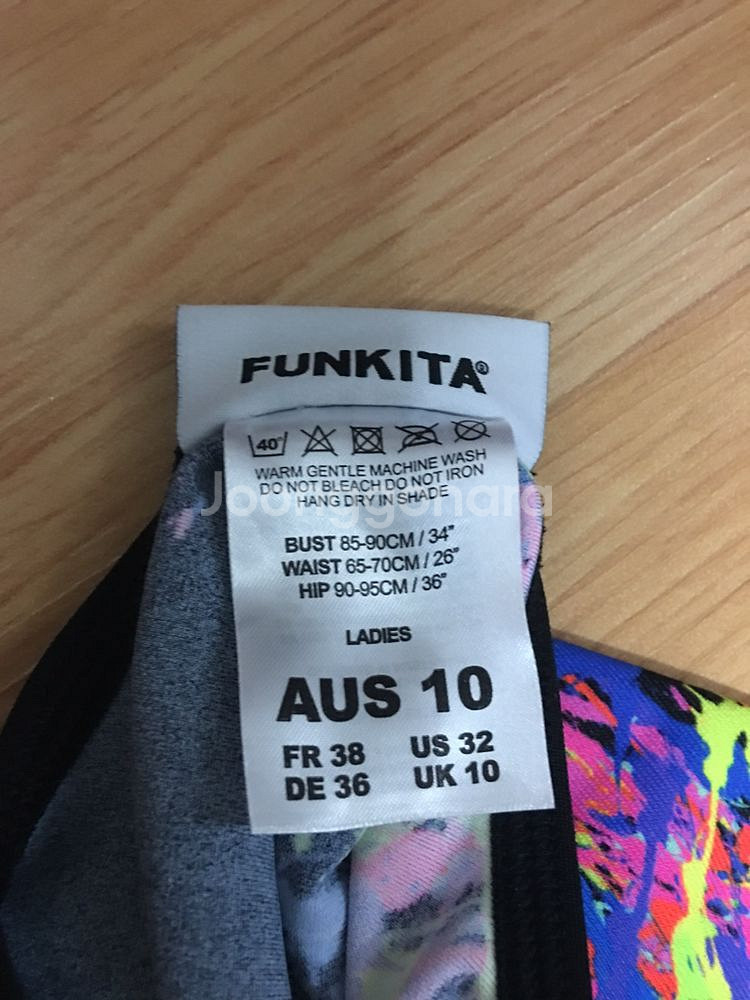 FUNKITA®
40°
WARM GENTLE MACHINE WASH
DO NOT BLEACH DO NOT IRON
HANG DRY IN SHADE
Joonggonara
BUST 85-90CM / 34"
WAIST 65-70CM / 26"
HIP 90-95CM / 36"
LADIES
AUS 10
FR 38 US 32
DE 36 UK 10